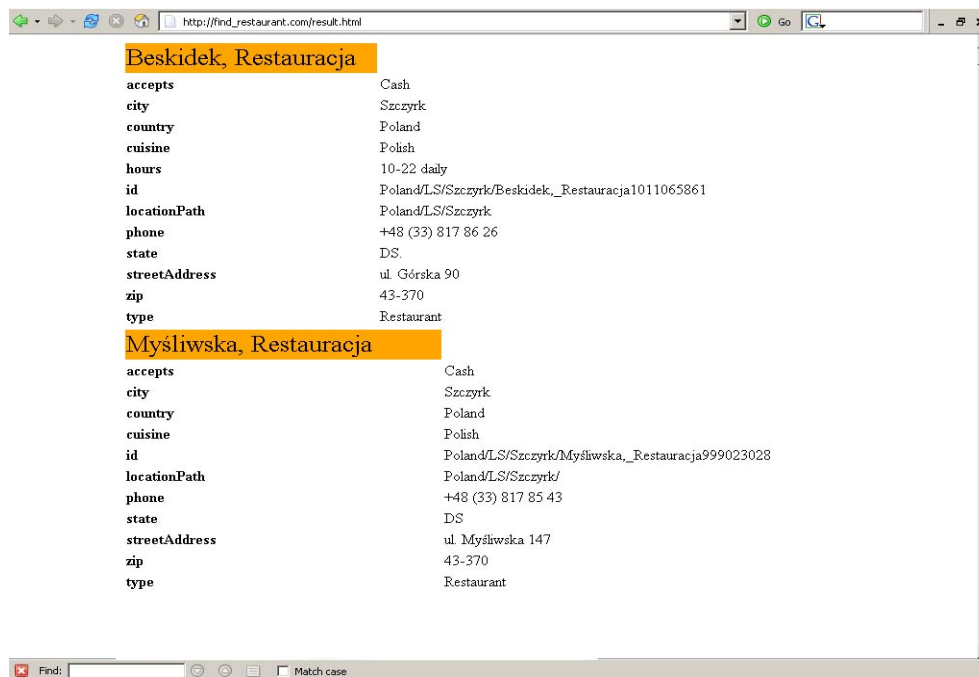 http://find_restaurant.com/result.html Go G
Beskidek, Restauracja
accepts Cash
city Szczyrk
country Poland
cuisine Polish
hours 10-22 daily
id Poland/LS/Szczyrk/Beskidek,_Restauracja1011065861
locationPath Poland/LS/Szczyrk
phone +48 (33) 817 86 26
state DS.
streetAddress ul. Górska 90
zip 43-370
type Restaurant
Myśliwska, Restauracja
accepts Cash
city Szczyrk
country Poland
cuisine Polish
id Poland/LS/Szczyrk/Myśliwska,_Restauracja999023028
locationPath Poland/LS/Szczyrk/
phone +48 (33) 817 85 43
state DS
streetAddress ul. Myśliwska 147
zip 43-370
type Restaurant
Find: Match case